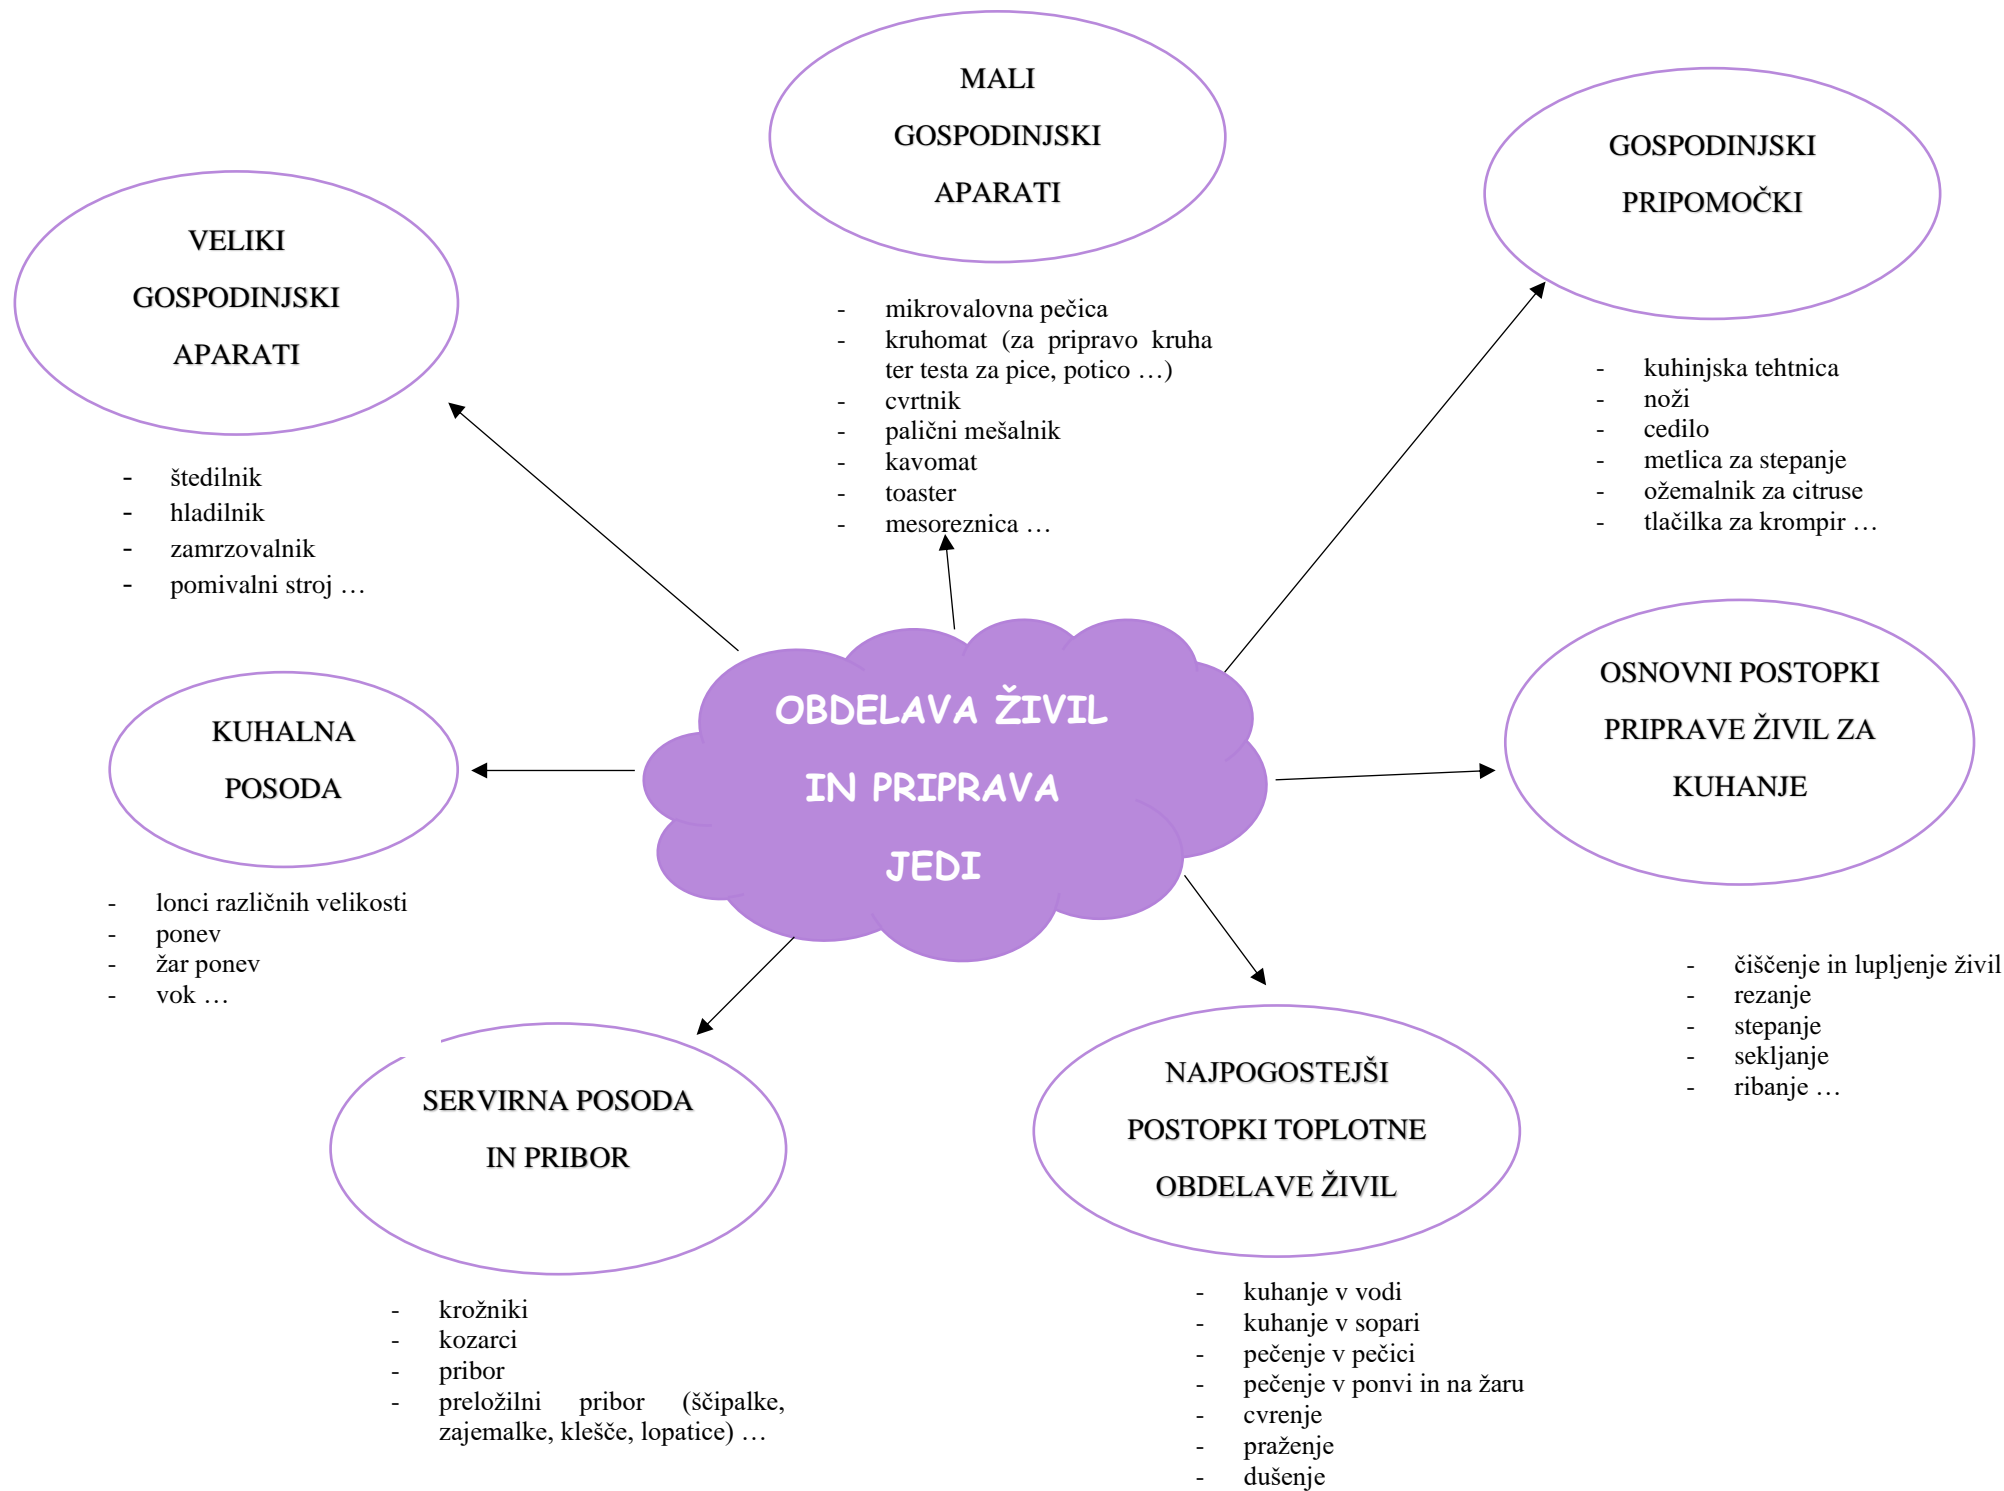 MALI
GOSPODINJSKI
APARATI
- mikrovalovna pečica
- kruhomat (za pripravo kruha
ter testa za pice, potico …)
- cvrtnik
- palični mešalnik
- kavomat
- toaster
- mesoreznica …
GOSPODINJSKI
PRIPOMOČKI
- kuhinjska tehtnica
- noži
- cedilo
- metlica za stepanje
- ožemalnik za citruse
- tlačilka za krompir …
VELIKI
GOSPODINJSKI
APARATI
- štedilnik
- hladilnik
- zamrzovalnik
- pomivalni stroj …
OBDELAVA ŽIVIL
IN PRIPRAVA
JEDI
OSNOVNI POSTOPKI
PRIPRAVE ŽIVIL ZA
KUHANJE
- čiščenje in lupljenje živil
- rezanje
- stepanje
- sekljanje
- ribanje …
KUHALNA
POSODA
- lonci različnih velikosti
- ponev
- žar ponev
- vok …
SERVIRNA POSODA
IN PRIBOR
- krožniki
- kozarci
- pribor
- preložilni pribor (ščipalke,
zajemalke, klešče, lopatice) …
NAJPOGOSTEJŠI
POSTOPKI TOPLOTNE
OBDELAVE ŽIVIL
- kuhanje v vodi
- kuhanje v sopari
- pečenje v pečici
- pečenje v ponvi in na žaru
- cvrenje
- praženje
- dušenje